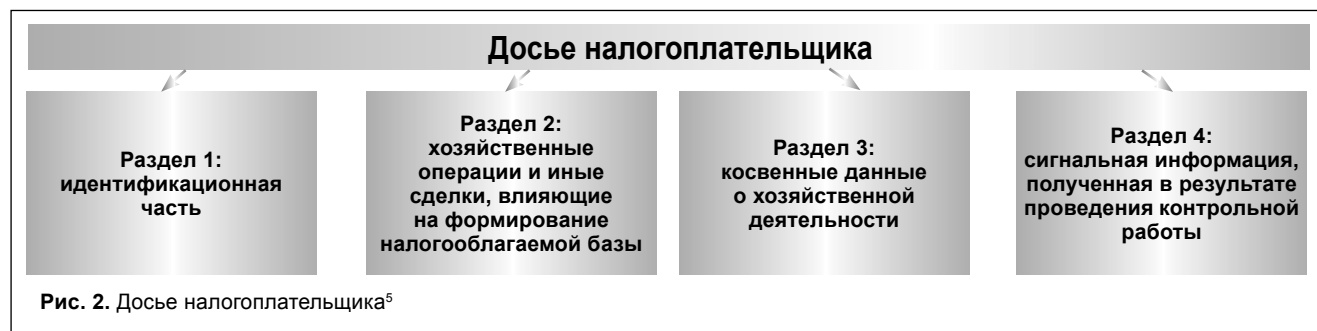 Досье налогоплательщика
Раздел 1:
идентификационная
часть
Раздел 2:
хозяйственные
операции и иные
сделки, влияющие
на формирование
налогооблагаемой базы
Раздел 3:
косвенные данные
о хозяйственной
деятельности
Раздел 4:
сигнальная информация,
полученная в результате
проведения контрольной
работы
Рис. 2. Досье налогоплательщика⁵